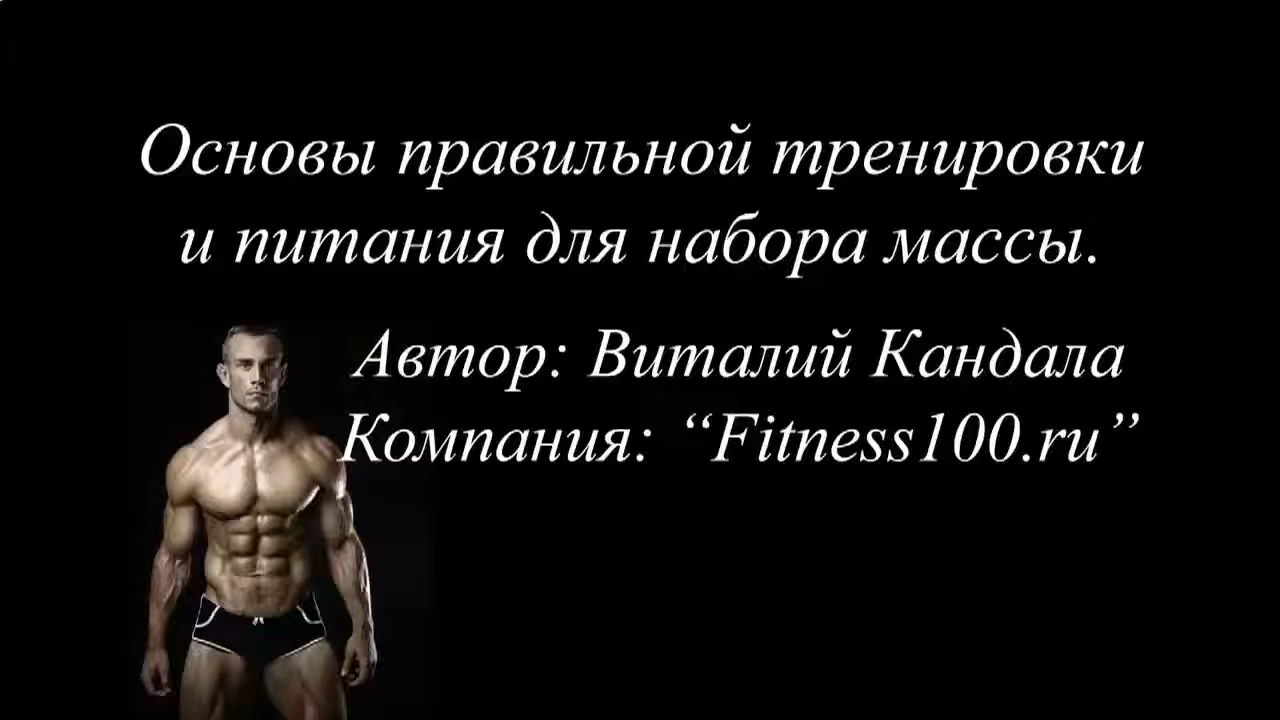 Основы правильной тренировки
и питания для набора массы.
Автор: Виталий Кандала
Компания: “Fitness100.ru”